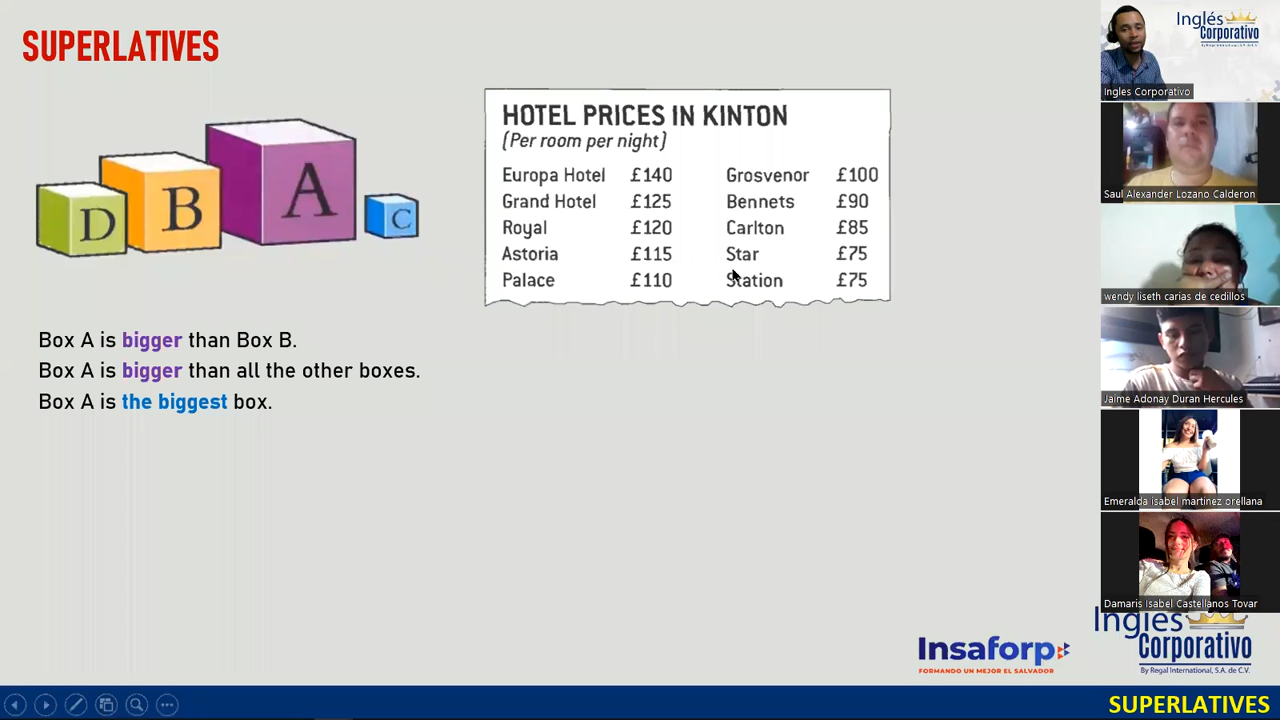 SUPERLATIVES
D B A C
HOTEL PRICES IN KINTON
(Per room per night)
Europa Hotel £140 Grosvenor £100
Grand Hotel £125 Bennets £90
Royal £120 Carlton £85
Astoria £115 Star £75
Palace £110 Station £75
Box A is bigger than Box B.
Box A is bigger than all the other boxes.
Box A is the biggest box.
Inglés
Corporativo
By Regal International, S.A. de C.V.
Ingles Corporativo
Saul Alexander Lozano Calderon
wendy liseth carias de cedillos
Jaime Adonay Duran Hercules
Emeralda isabel martinez orellana
Damaris Isabel Castellanos Tovar
Insaforp
FORMANDO UN MEJOR EL SALVADOR
Inglés
Corporativo
By Regal International, S.A. de C.V.
SUPERLATIVES